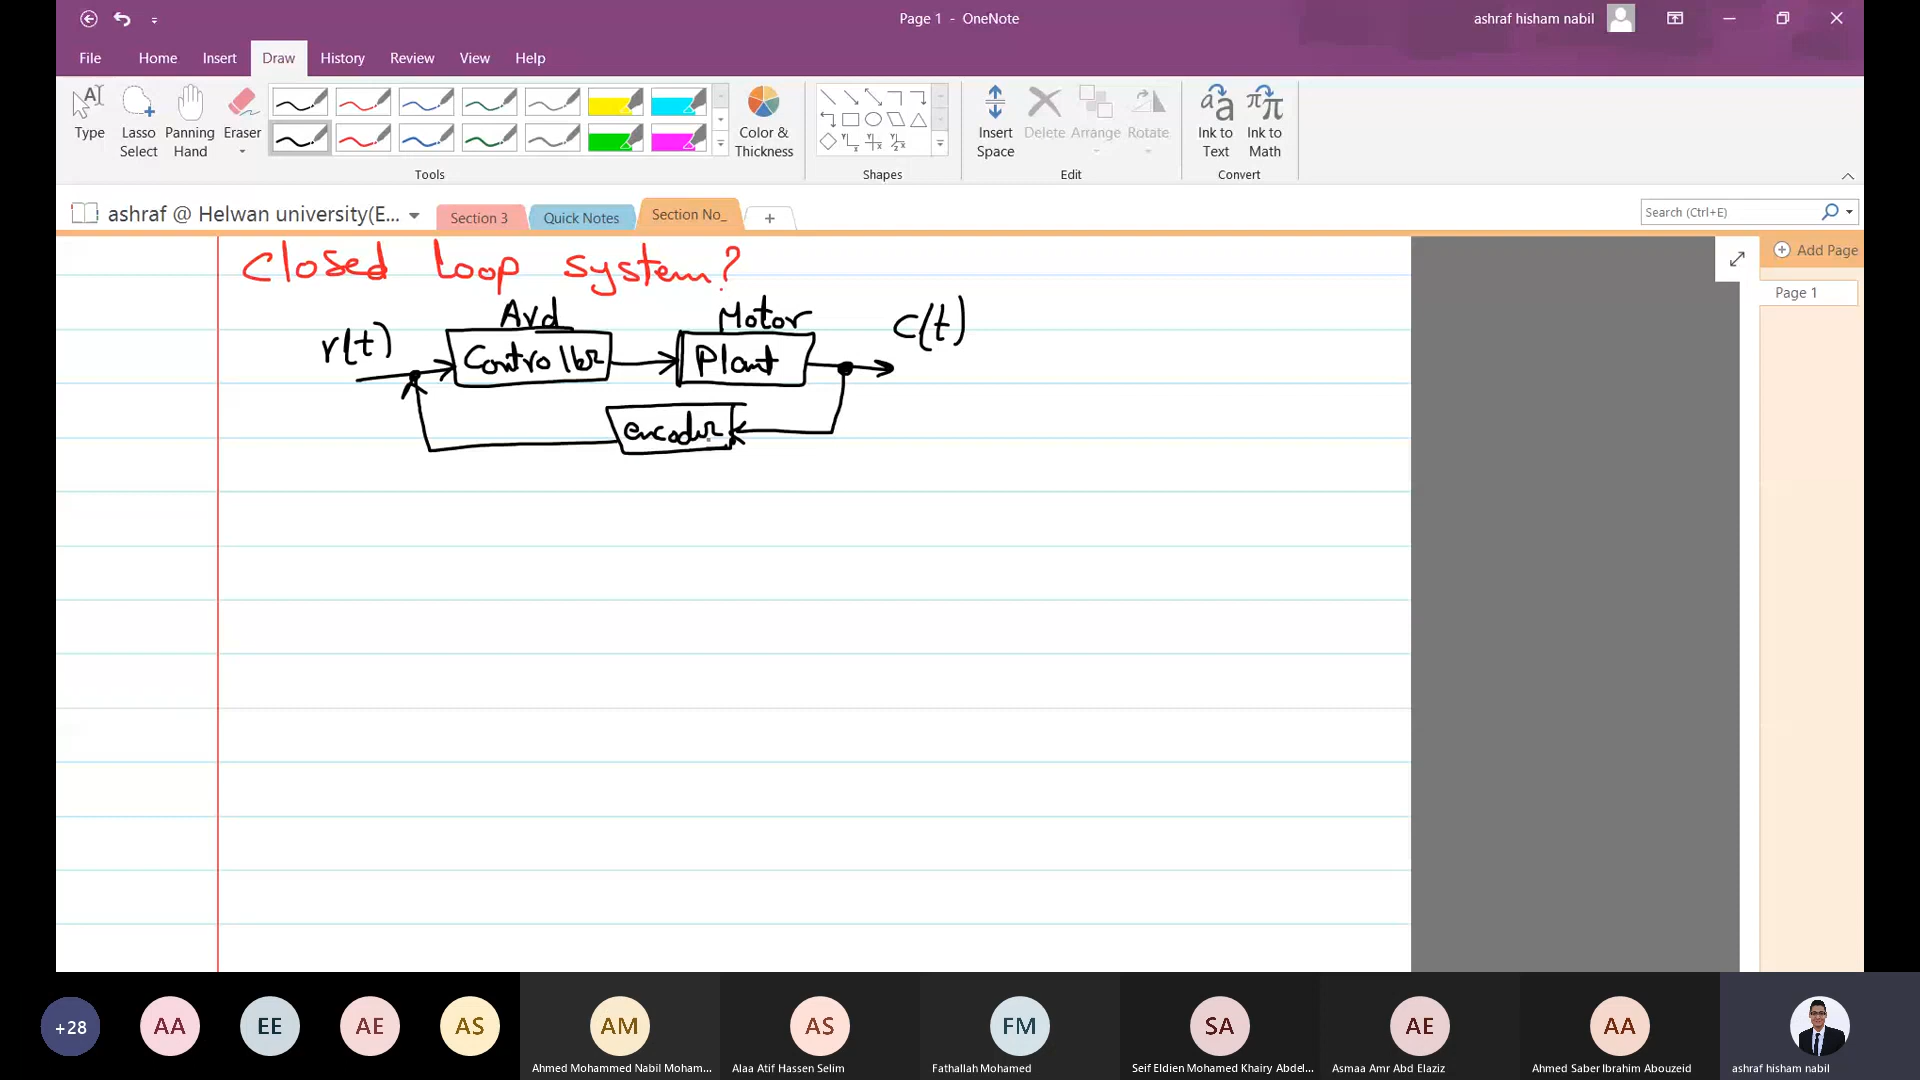 Page 1 - OneNote
ashraf hisham nabil
File Home Insert Draw History Review View Help
Type
Lasso Select
Panning Hand
Eraser
Color & Thickness
Insert Space
Delete
Arrange
Rotate
Ink to Text
Ink to Math
Tools
Shapes
Edit
Convert
ashraf @ Helwan university(E...
Section 3
Quick Notes
Section No_
Search (Ctrl+E)
Add Page
Page 1
Closed loop system?
Ard Motor
r(t) Controller Plant C(t)
encoder
+28 AA EE AE AS AM AS FM SA AE AA
Ahmed Mohammed Nabil Moham... Alaa Atif Hassen Selim Fathallah Mohamed Seif Eldien Mohamed Khairy Abdel... Asmaa Amr Abd Elaziz Ahmed Saber Ibrahim Abouzeid ashraf hisham nabil